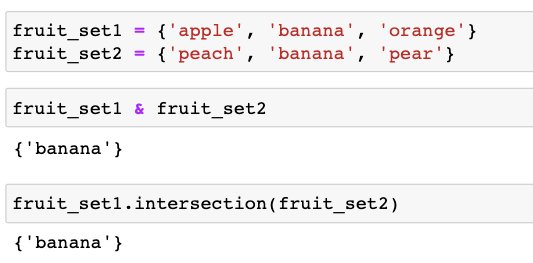 fruit_set1 = {'apple', 'banana', 'orange'}
fruit_set2 = {'peach', 'banana', 'pear'}
fruit_set1 & fruit_set2
{'banana'}
fruit_set1.intersection(fruit_set2)
{'banana'}